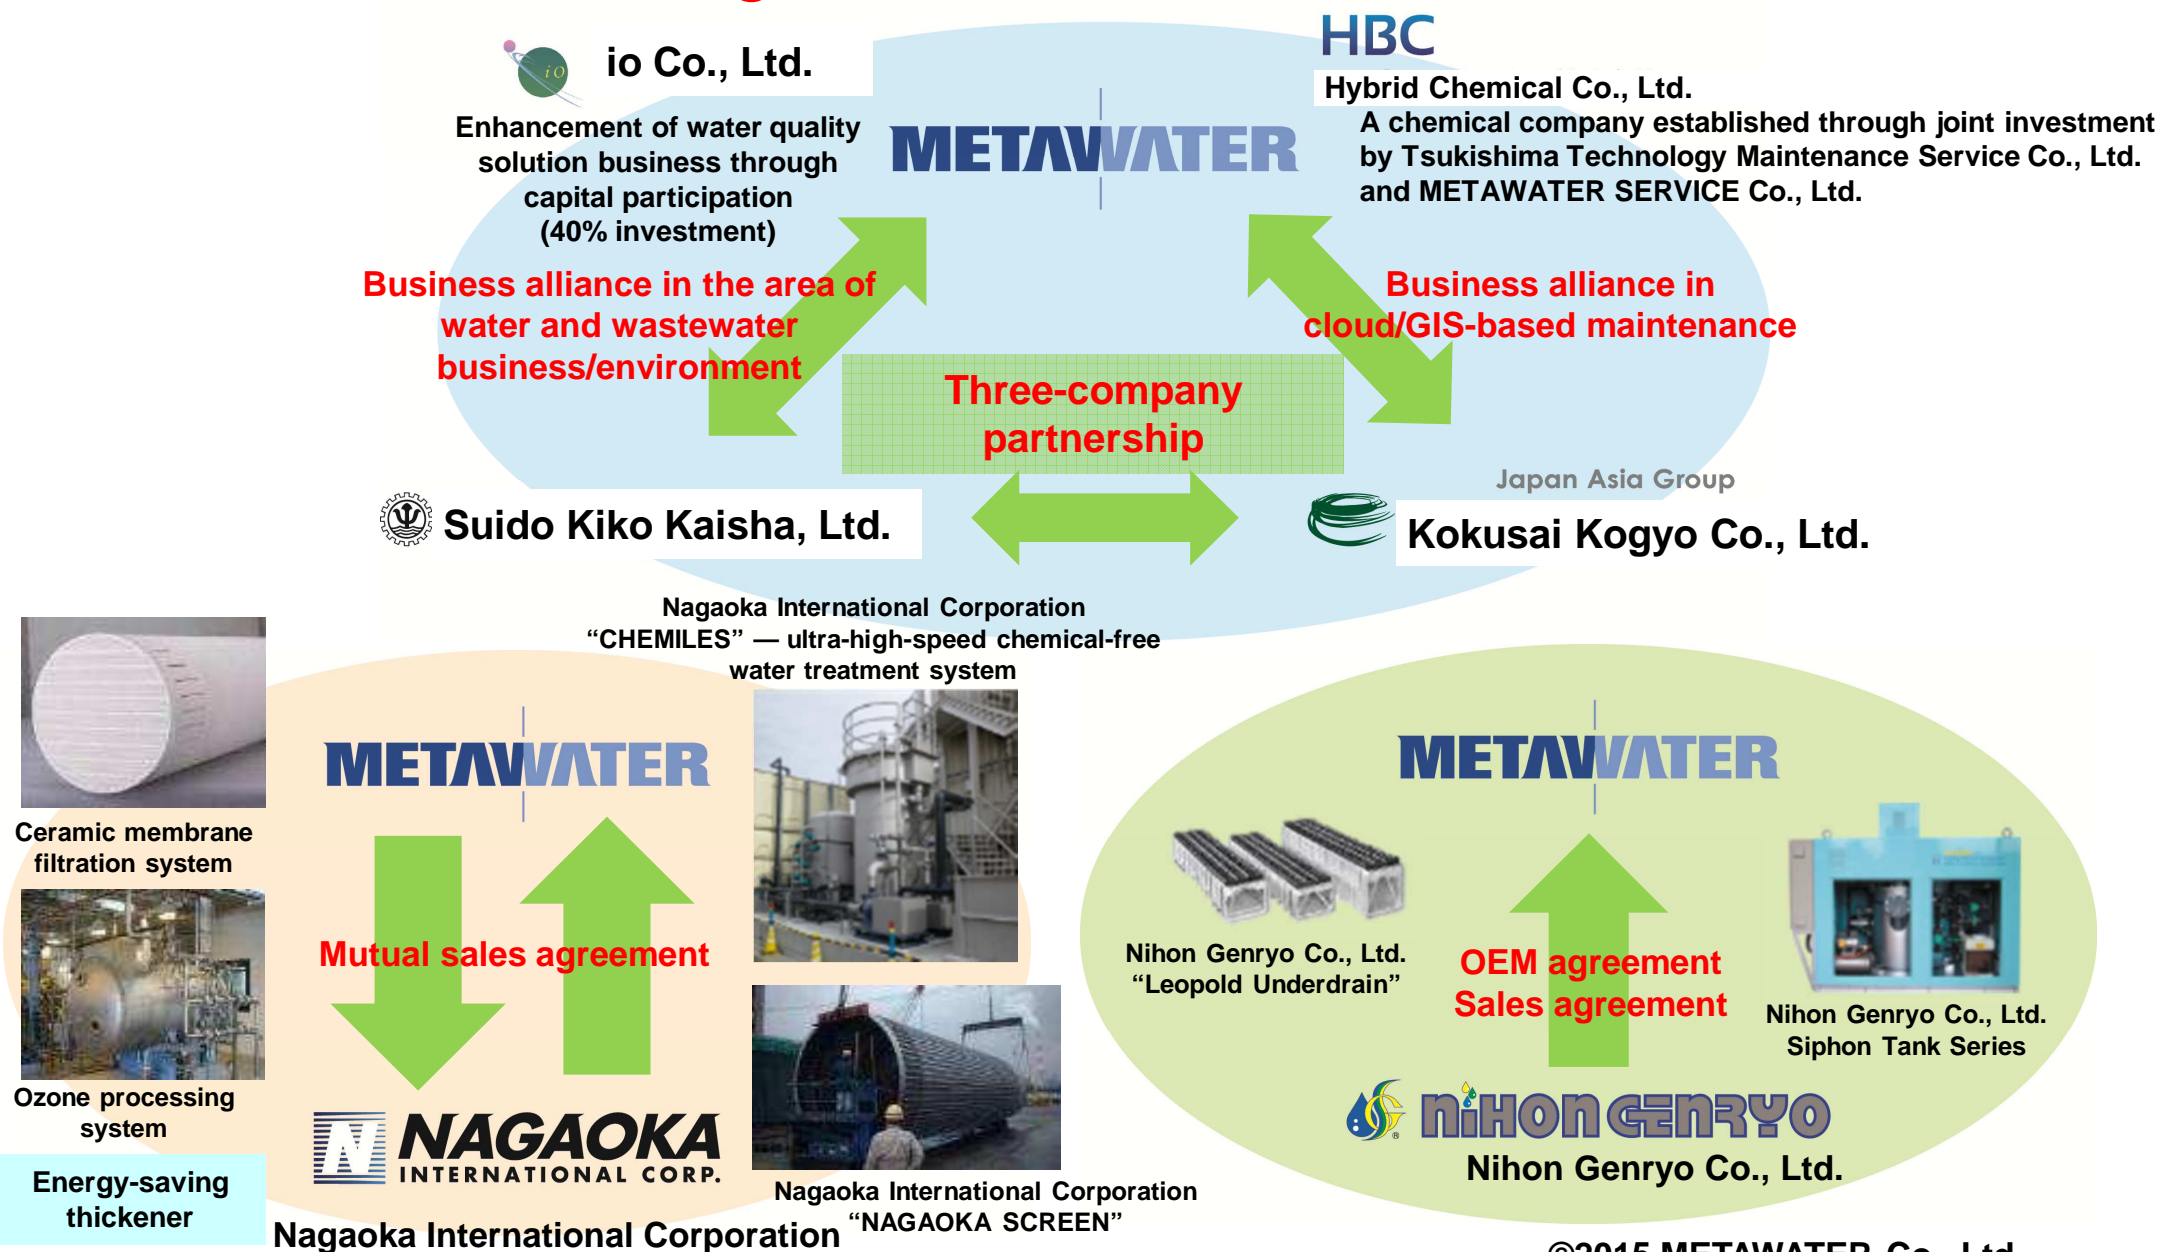 io
io Co., Ltd.
Enhancement of water quality
solution business through
capital participation
(40% investment)
METAWATER
HBC
Hybrid Chemical Co., Ltd.
A chemical company established through joint investment
by Tsukishima Technology Maintenance Service Co., Ltd.
and METAWATER SERVICE Co., Ltd.
Business alliance in the area of
water and wastewater
business/environment
Business alliance in
cloud/GIS-based maintenance
Three-company
partnership
Suido Kiko Kaisha, Ltd.
Japan Asia Group
Kokusai Kogyo Co., Ltd.
Nagaoka International Corporation
“CHEMILES” — ultra-high-speed chemical-free
water treatment system
METAWATER
Ceramic membrane
filtration system
Mutual sales agreement
Ozone processing
system
Energy-saving
thickener
N NAGAOKA
INTERNATIONAL CORP.
Nagaoka International Corporation
Nagaoka International Corporation
“NAGAOKA SCREEN”
METAWATER
Nihon Genryo Co., Ltd.
“Leopold Underdrain”
OEM agreement
Sales agreement
Nihon Genryo Co., Ltd.
Siphon Tank Series
NIHON GENRYO
Nihon Genryo Co., Ltd.
©2015 METAWATER Co., Ltd.